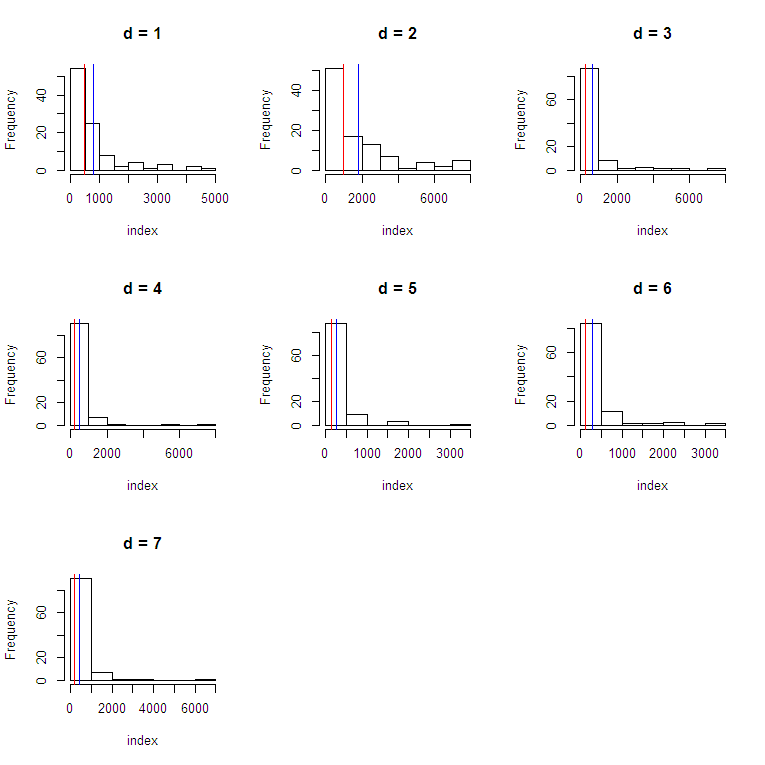 d = 1
d = 2
d = 3
Frequency
0 20 40
0 1000 3000 5000
index
Frequency
0 20 40
0 2000 6000
index
Frequency
0 20 60
0 2000 6000
index
d = 4
d = 5
d = 6
Frequency
0 20 60
0 2000 6000
index
Frequency
0 20 60
0 1000 2000 3000
index
Frequency
0 20 60
0 1000 2000 3000
index
d = 7
Frequency
0 20 60
0 2000 4000 6000
index